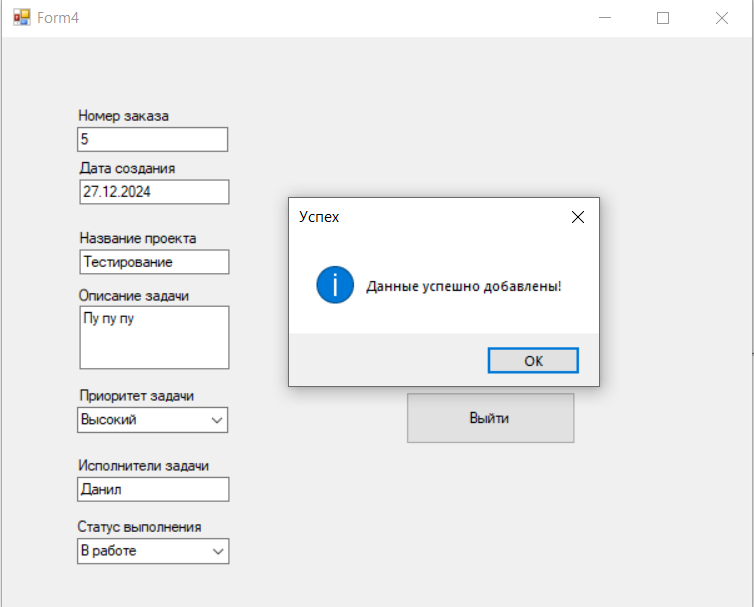 Form4
Номер заказа
5
Дата создания
27.12.2024
Название проекта
Тестирование
Описание задачи
Пу пу пу
Приоритет задачи
Высокий
Исполнители задачи
Данил
Статус выполнения
В работе
Успех
Данные успешно добавлены!
OK
Выйти